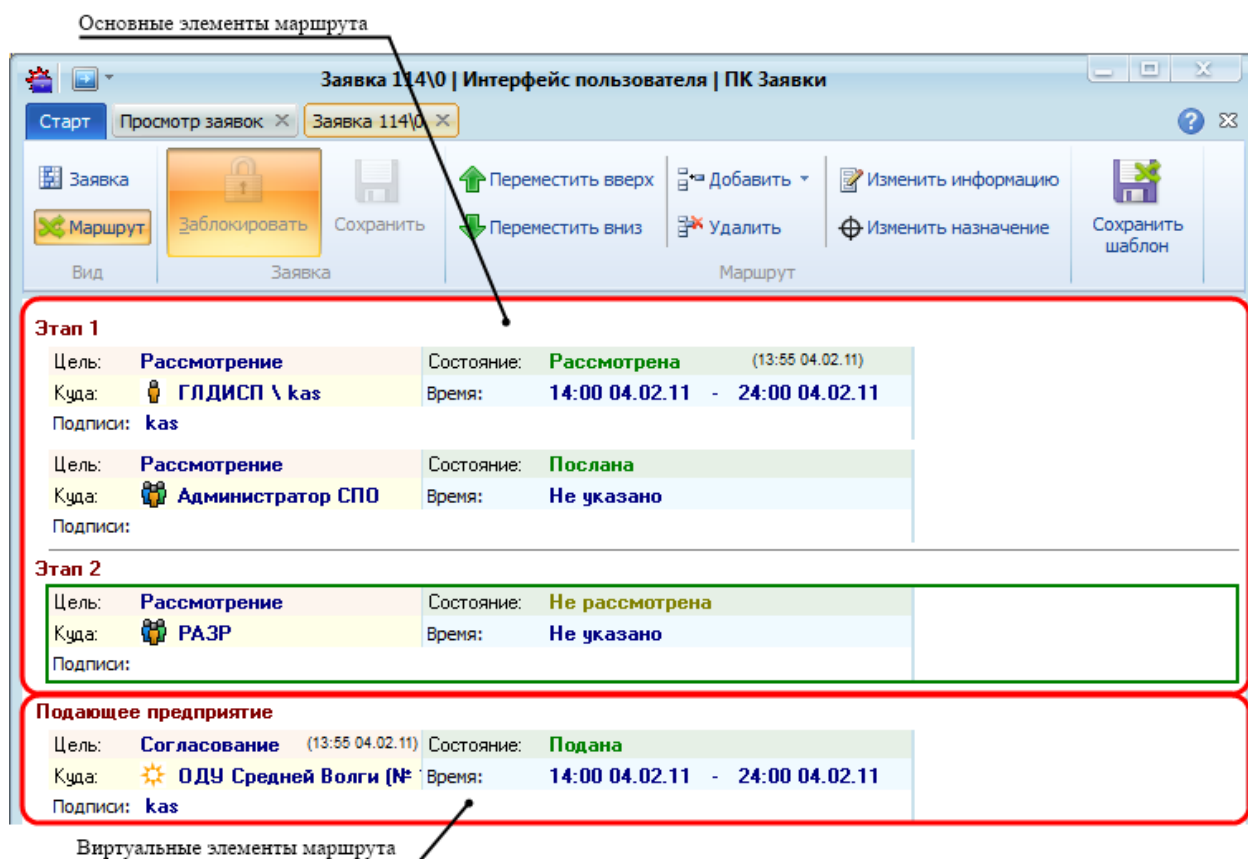 Основные элементы маршрута
Заявка 114\0 | Интерфейс пользователя | ПК Заявки
Старт Просмотр заявок Заявка 114\0
Заявка Заблокировать Сохранить Переместить вверх Добавить Изменить информацию Сохранить шаблон
Маршрут Переместить вниз Удалить Изменить назначение
Вид Заявка Маршрут
Этап 1
Цель: Рассмотрение Состояние: Рассмотрена (13:55 04.02.11)
Куда: ГЛДИСП \ kas Время: 14:00 04.02.11 - 24:00 04.02.11
Подписи: kas
Цель: Рассмотрение Состояние: Послана
Куда: Администратор СПО Время: Не указано
Подписи:
Этап 2
Цель: Рассмотрение Состояние: Не рассмотрена
Куда: РАЗР Время: Не указано
Подписи:
Подающее предприятие
Цель: Согласование (13:55 04.02.11) Состояние: Подана
Куда: ОДУ Средней Волги (№ Время: 14:00 04.02.11 - 24:00 04.02.11
Подписи: kas
Виртуальные элементы маршрута